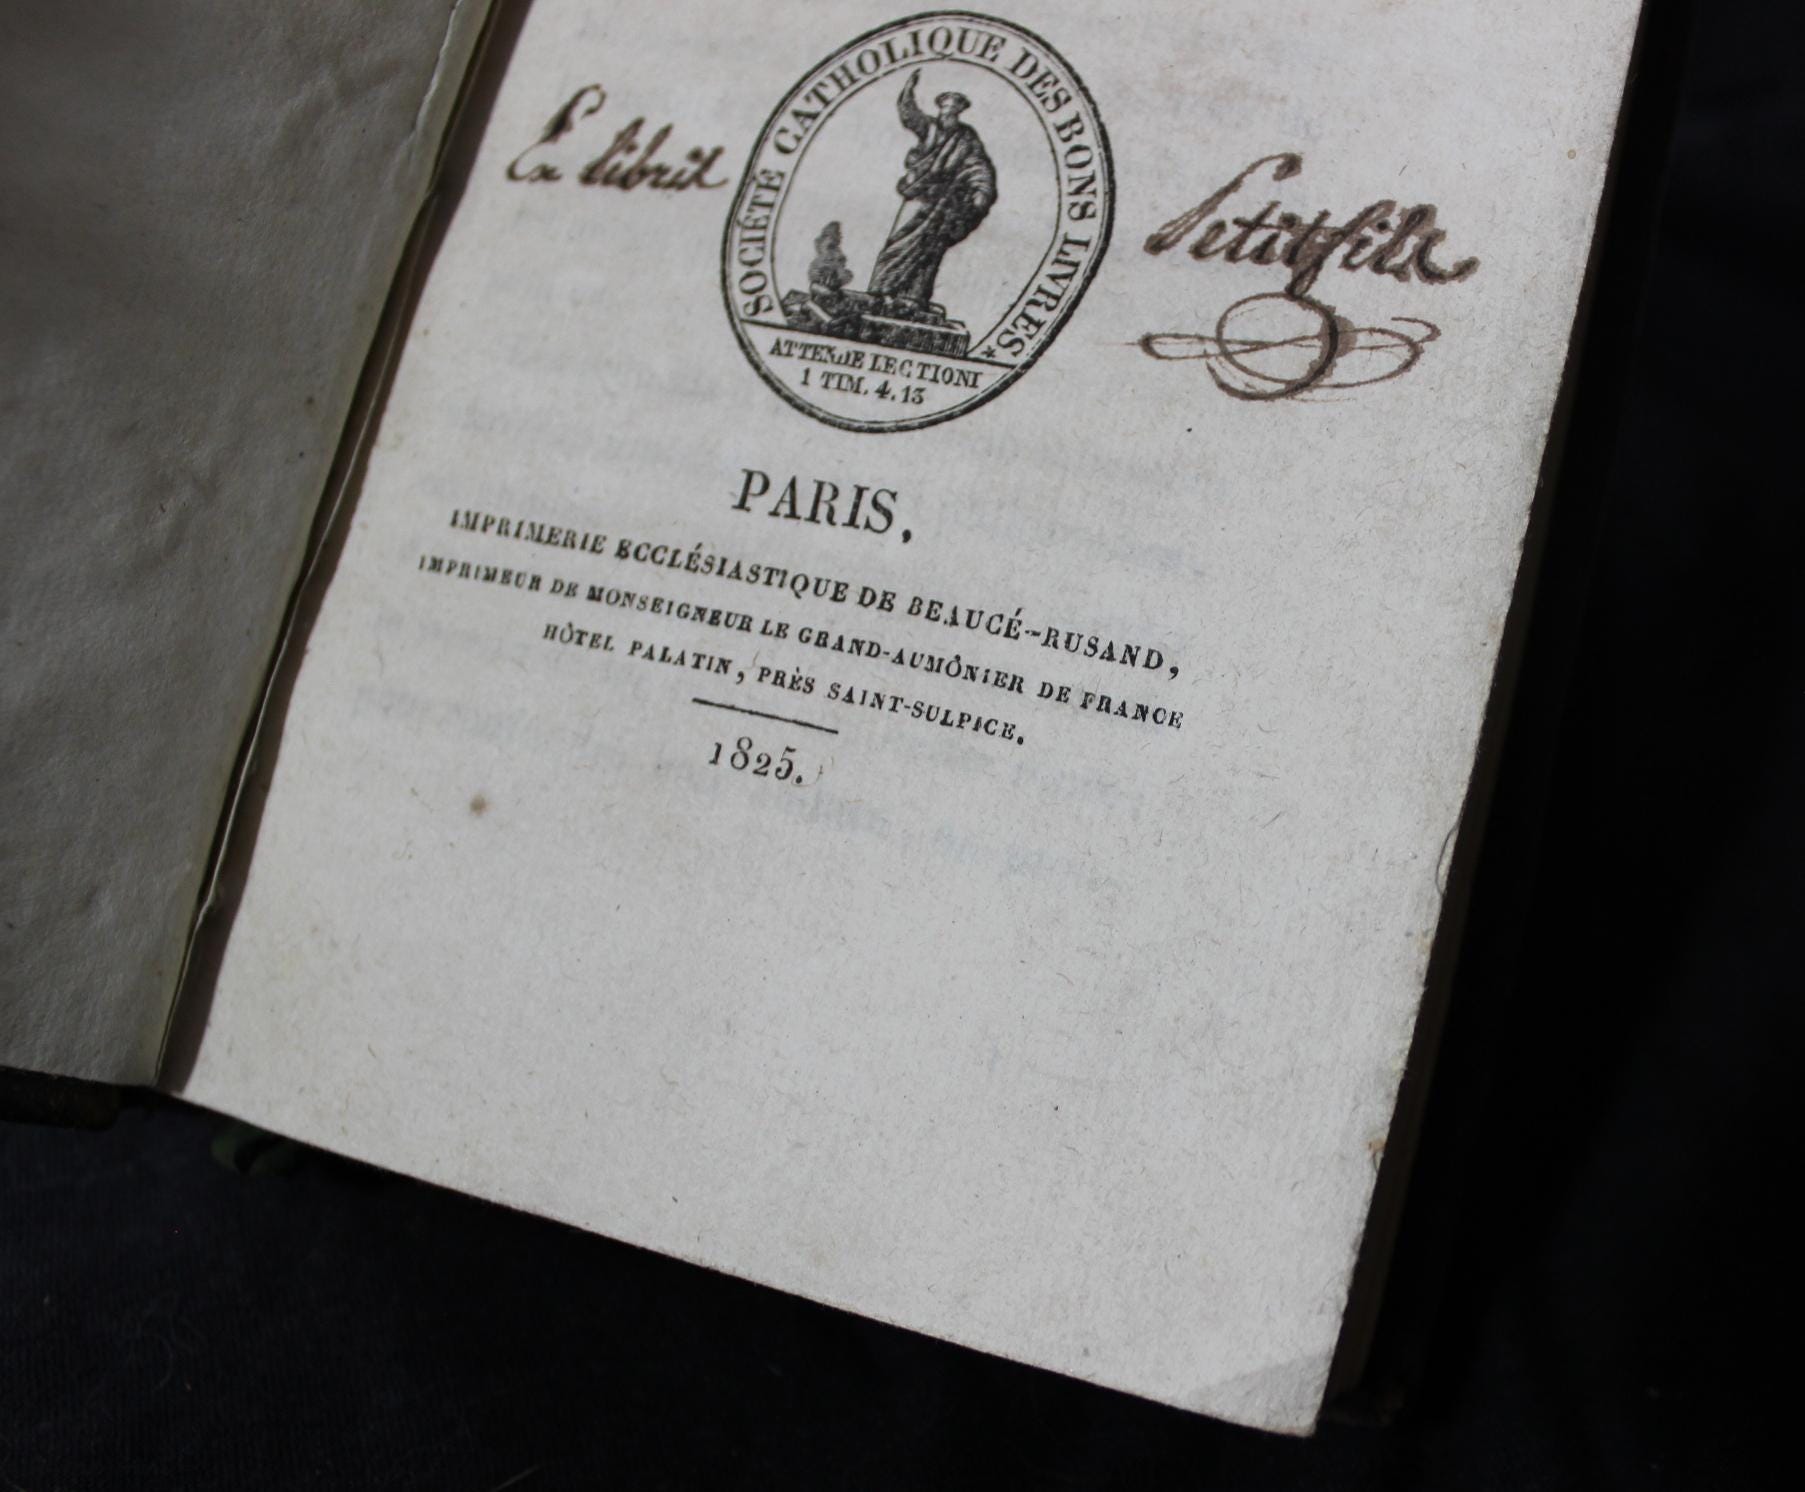 SOCIÉTÉ CATHOLIQUE DES BONS LIVRES *
Ex libris
Petitfils
ATTENDE LECTIONI
1 TIM. 4. 13
PARIS,
IMPRIMERIE ECCLÉSIASTIQUE DE BEAUCÉ-RUSAND,
IMPRIMEUR DE MONSEIGNEUR LE GRAND-AUMÔNIER DE FRANCE
HÔTEL PALATIN, PRÈS SAINT-SULPICE.
1825.